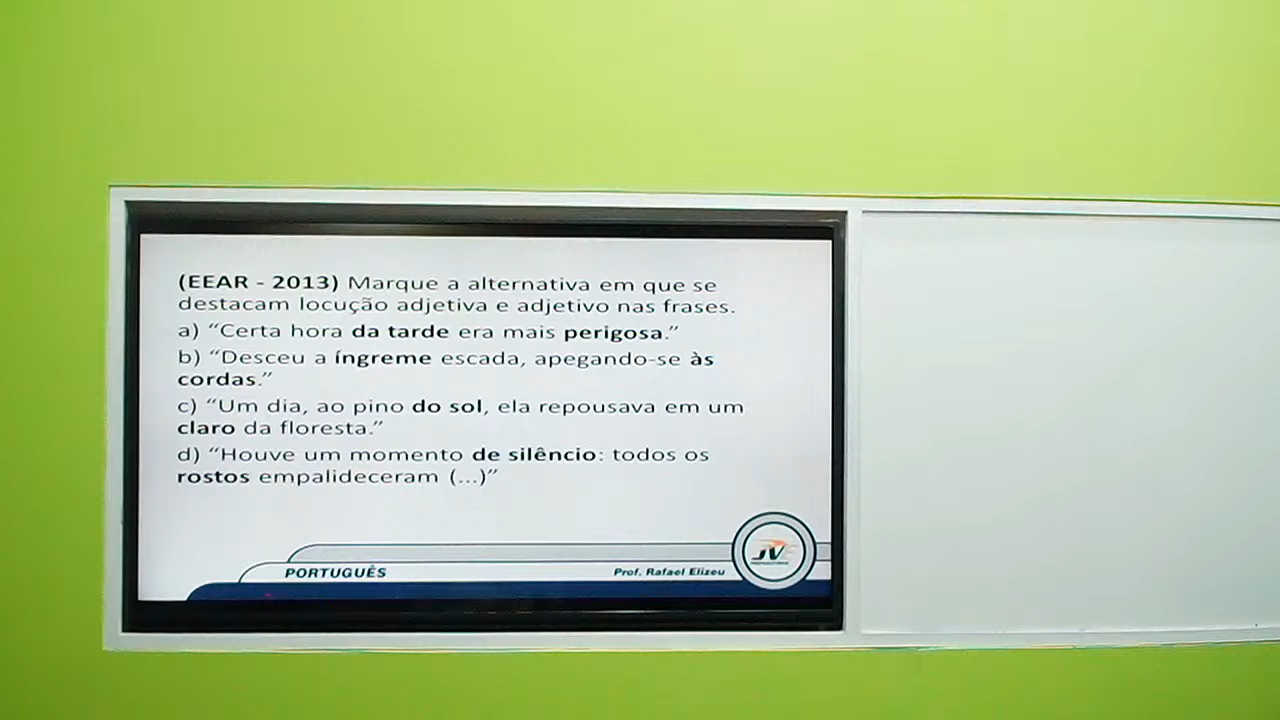 (EEAR - 2013) Marque a alternativa em que se
destacam locução adjetiva e adjetivo nas frases.
a) “Certa hora da tarde era mais perigosa.”
b) “Desceu a íngreme escada, apegando-se às
cordas.”
c) “Um dia, ao pino do sol, ela repousava em um
claro da floresta.”
d) “Houve um momento de silêncio: todos os
rostos empalideceram (...)”
PORTUGUÊS
Prof. Rafael Elizeu
JVE